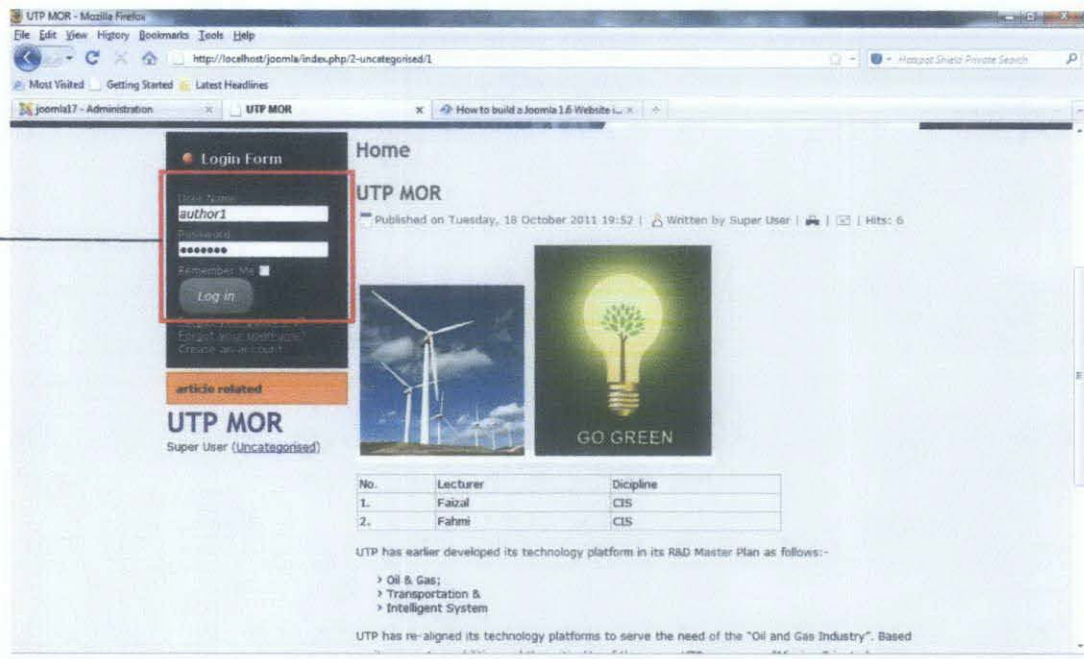 UTP MOR - Mozilla Firefox
File Edit View History Bookmarks Tools Help
http://localhost/joomla/index.php/2-uncategorised/1
Hotspot Shield Private Search
Most Visited Getting Started Latest Headlines
joomla17 - Administration
UTP MOR
How to build a Joomla 1.6 Website i...
Login Form
User Name
author1
Password
Remember Me
Log in
Forgot your username?
Create an account
article related
UTP MOR
Super User (Uncategorised)
Home
UTP MOR
Published on Tuesday, 18 October 2011 19:52 | Written by Super User | | | Hits: 6
GO GREEN
No. Lecturer Dicipline
1. Faizal CIS
2. Fahmi CIS
UTP has earlier developed its technology platform in its R&D Master Plan as follows:-
> Oil & Gas;
> Transportation &
> Intelligent System
UTP has re-aligned its technology platforms to serve the need of the "Oil and Gas Industry". Based